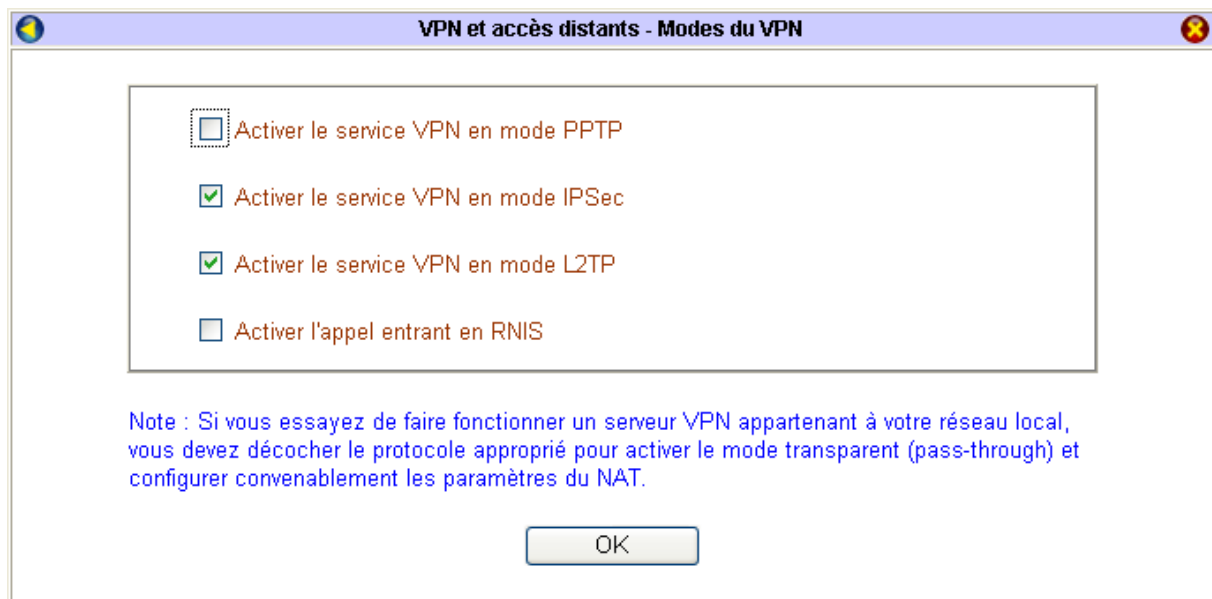 VPN et accès distants - Modes du VPN
Activer le service VPN en mode PPTP
Activer le service VPN en mode IPSec
Activer le service VPN en mode L2TP
Activer l'appel entrant en RNIS
Note : Si vous essayez de faire fonctionner un serveur VPN appartenant à votre réseau local,
vous devez décocher le protocole approprié pour activer le mode transparent (pass-through) et
configurer convenablement les paramètres du NAT.
OK